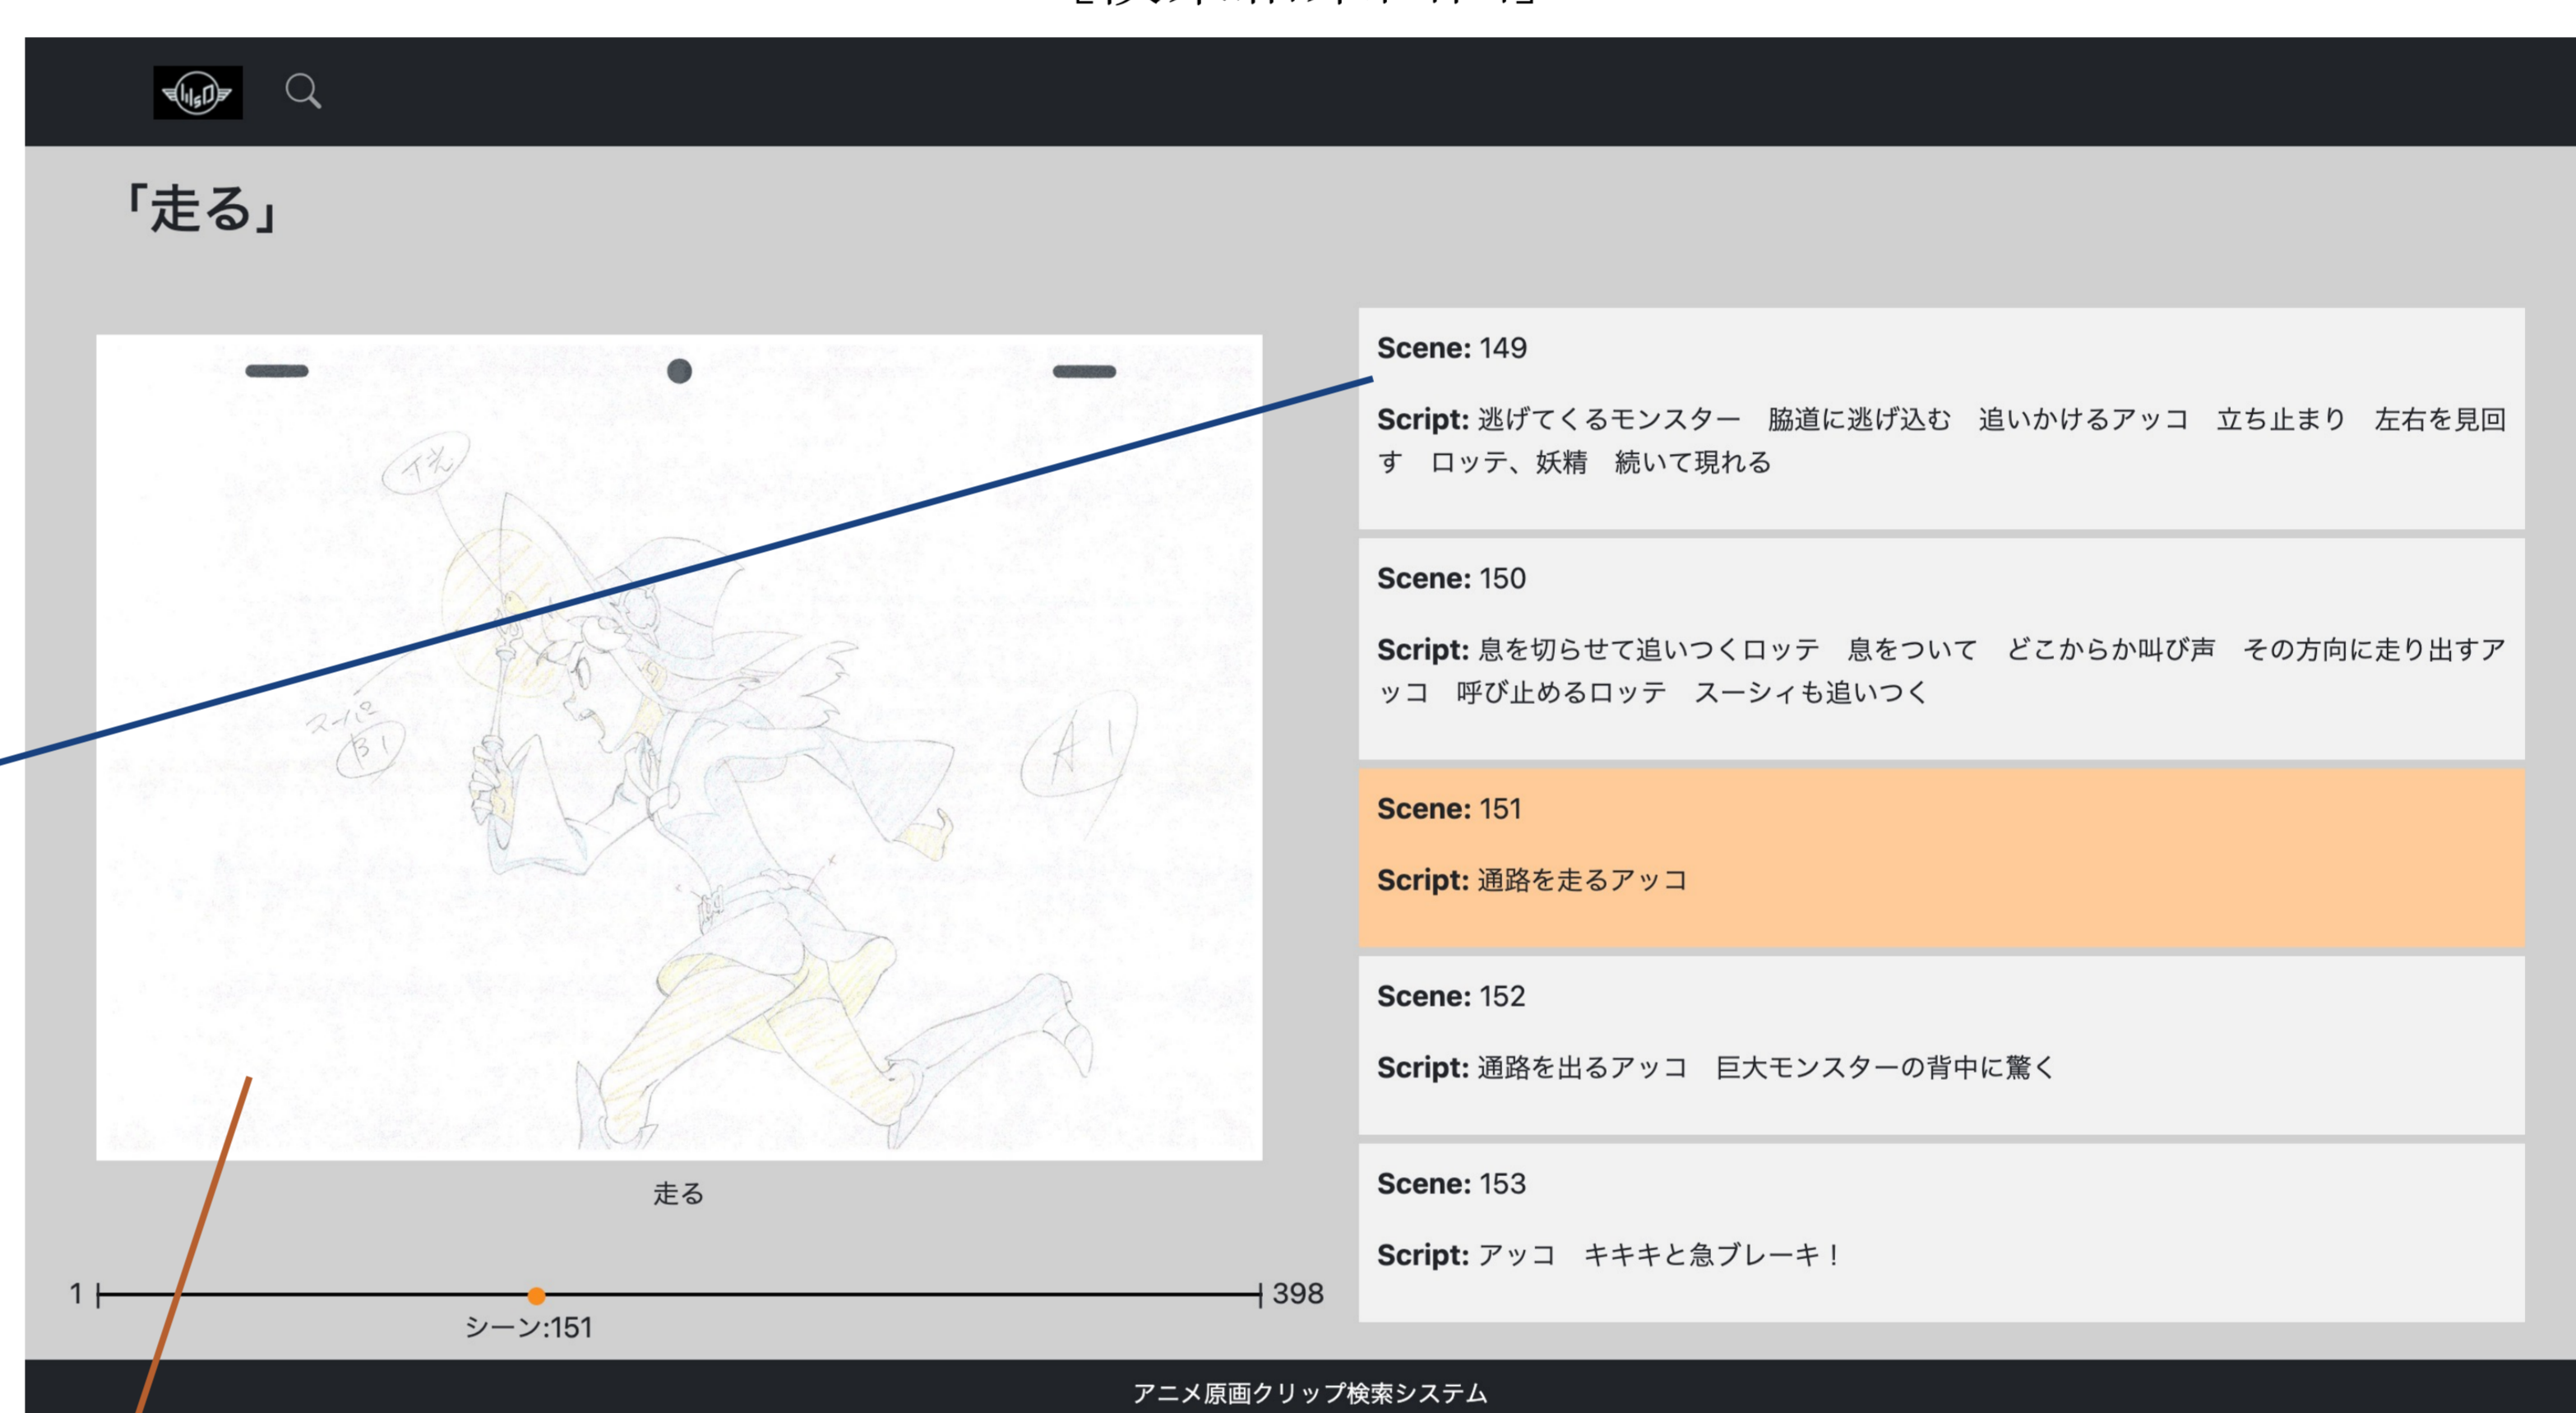 「走る」
T光
スーパ
B1
A1
走る
1
398
シーン:151
Scene: 149
Script: 逃げてくるモンスター　脇道に逃げ込む　追いかけるアッコ　立ち止まり　左右を見回
す　ロッテ、妖精　続いて現れる
Scene: 150
Script: 息を切らせて追いつくロッテ　息をついて　どこからか叫び声　その方向に走り出すア
ッコ　呼び止めるロッテ　スーシィも追いつく
Scene: 151
Script: 通路を走るアッコ
Scene: 152
Script: 通路を出るアッコ　巨大モンスターの背中に驚く
Scene: 153
Script: アッコ　キキキと急ブレーキ！
アニメ原画クリップ検索システム